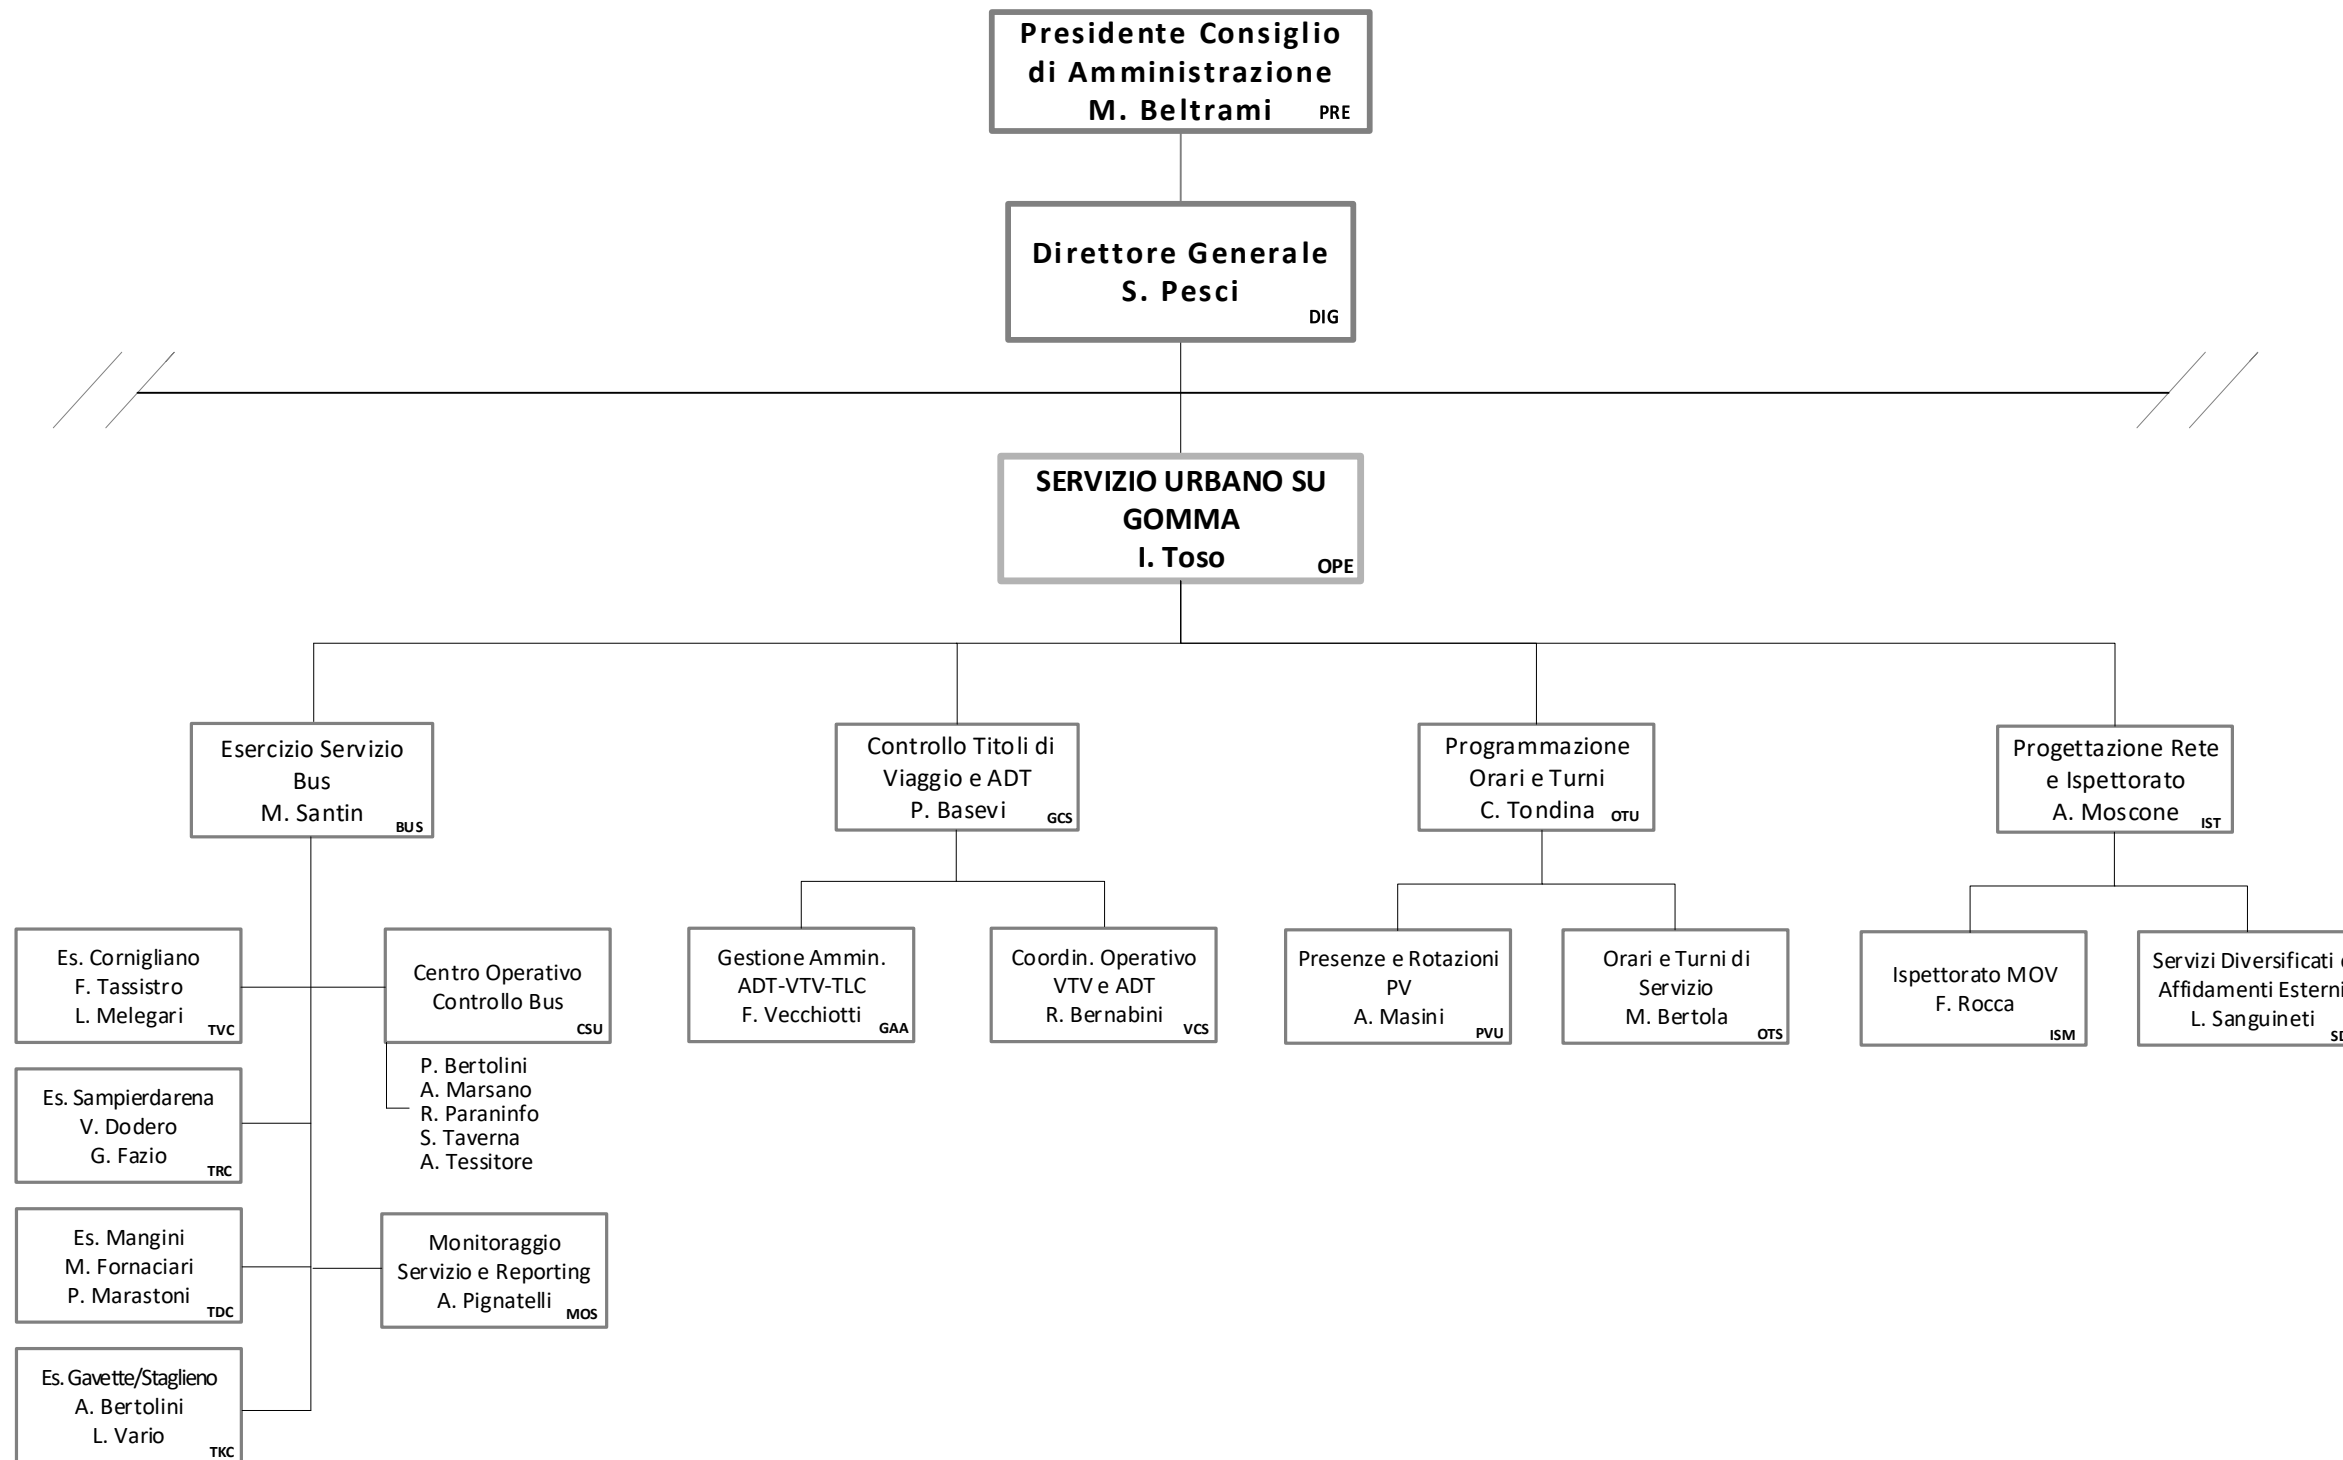 Presidente Consiglio
di Amministrazione
M. Beltrami PRE
Direttore Generale
S. Pesci
DIG
SERVIZIO URBANO SU
GOMMA
I. Toso OPE
Esercizio Servizio
Bus
M. Santin BUS
Controllo Titoli di
Viaggio e ADT
P. Basevi GCS
Programmazione
Orari e Turni
C. Tondina OTU
Progettazione Rete
e Ispettorato
A. Moscone IST
Es. Cornigliano
F. Tassistro
L. Melegari TVC
Centro Operativo
Controllo Bus
CSU
P. Bertolini
A. Marsano
R. Paraninfo
S. Taverna
A. Tessitore
Gestione Ammin.
ADT-VTV-TLC
F. Vecchiotti GAA
Coordin. Operativo
VTV e ADT
R. Bernabini VCS
Presenze e Rotazioni
PV
A. Masini PVU
Orari e Turni di
Servizio
M. Bertola OTS
Ispettorato MOV
F. Rocca
ISM
Servizi Diversificati
Affidamenti Esterni
L. Sanguineti
Es. Sampierdarena
V. Dodero
G. Fazio TRC
Es. Mangini
M. Fornaciari
P. Marastoni TDC
Monitoraggio
Servizio e Reporting
A. Pignatelli MOS
Es. Gavette/Staglieno
A. Bertolini
L. Vario
TKC